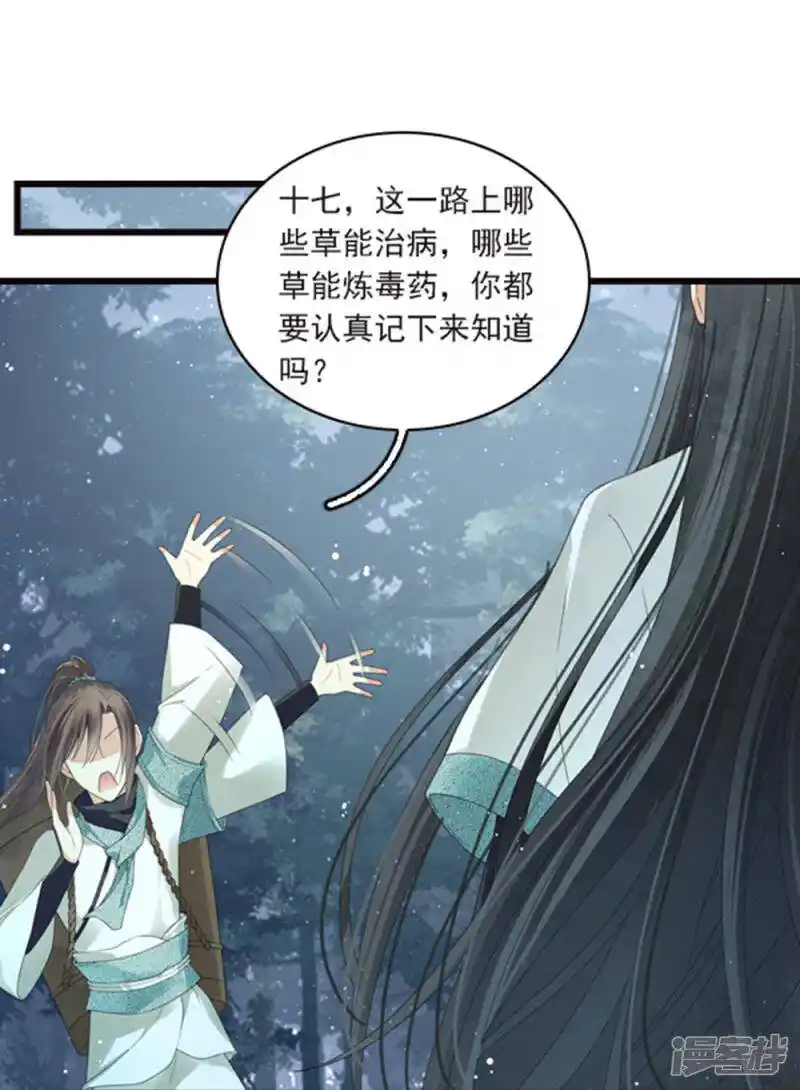 十七，这一路上哪
些草能治病，哪些
草能炼毒药，你都
要认真记下来知道
吗？
漫客栈